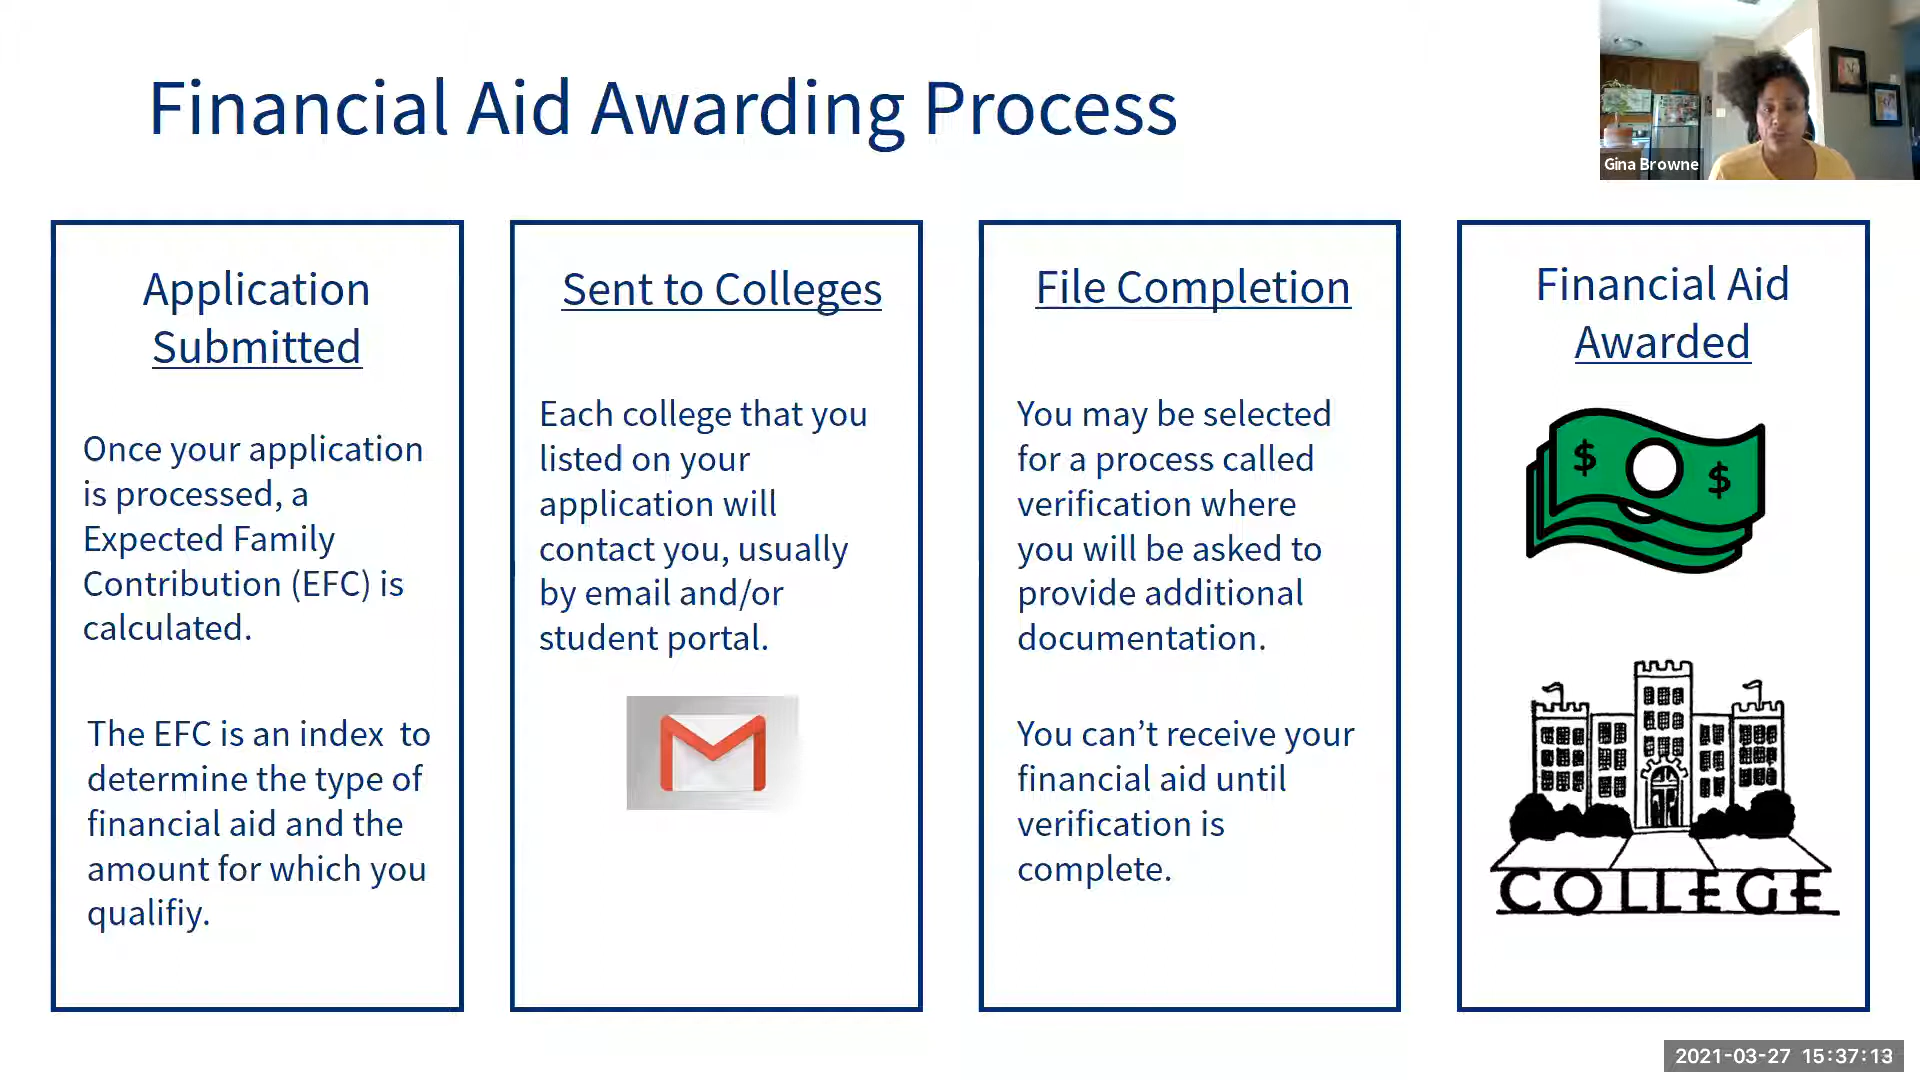 Financial Aid Awarding Process
Gina Browne
Application
Submitted
Once your application
is processed, a
Expected Family
Contribution (EFC) is
calculated.
The EFC is an index  to
determine the type of
financial aid and the
amount for which you
qualifiy.
Sent to Colleges
Each college that you
listed on your
application will
contact you, usually
by email and/or
student portal.
File Completion
You may be selected
for a process called
verification where
you will be asked to
provide additional
documentation.
You can’t receive your
financial aid until
verification is
complete.
Financial Aid
Awarded
$ $
COLLEGE
2021-03-27 15:37:13